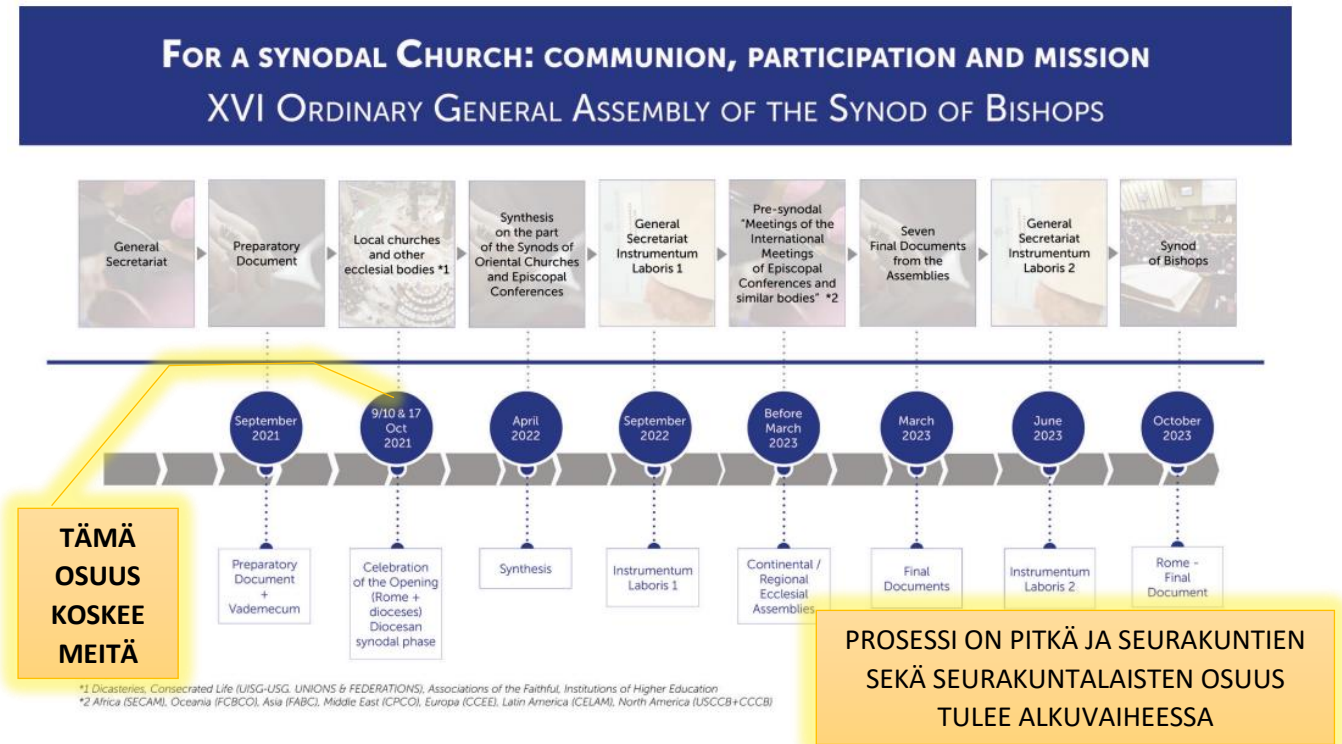 FOR A SYNODAL CHURCH: COMMUNION, PARTICIPATION AND MISSION
XVI ORDINARY GENERAL ASSEMBLY OF THE SYNOD OF BISHOPS
General
Secretariat
Preparatory
Document
Local churches
and other
ecclesial bodies *1
Synthesis
on the part
of the Synods of
Oriental Churches
and Episcopal
Conferences
General
Secretariat
Instrumentum
Laboris 1
Pre-synodal
"Meetings of the
International
Meetings
of Episcopal
Conferences and
similar bodies" *2
Seven
Final Documents
from the
Assemblies
General
Secretariat
Instrumentum
Laboris 2
Synod
of Bishops
September
2021
9/10 & 17
Oct
2021
April
2022
September
2022
Before
March
2023
March
2023
June
2023
October
2023
TÄMÄ
OSUUS
KOSKEE
MEITÄ
Preparatory
Document
+
Vademecum
Celebration
of the Opening
(Rome +
dioceses)
Diocesan
synodal phase
Synthesis
Instrumentum
Laboris 1
Continental /
Regional
Ecclesial
Assemblies
Final
Documents
Instrumentum
Laboris 2
Rome -
Final
Document
PROSESSI ON PITKÄ JA SEURAKUNTIEN
SEKÄ SEURAKUNTALAISTEN OSUUS
TULEE ALKUVAIHEESSA
*1 Dicasteries, Consecrated Life (UISG-USG. UNIONS & FEDERATIONS), Associations of the Faithful, Institutions of Higher Education
*2 Africa (SECAM), Oceania (FCBCO), Asia (FABC), Middle East (CPCO), Europa (CCEE), Latin America (CELAM), North America (USCCB+CCCB)